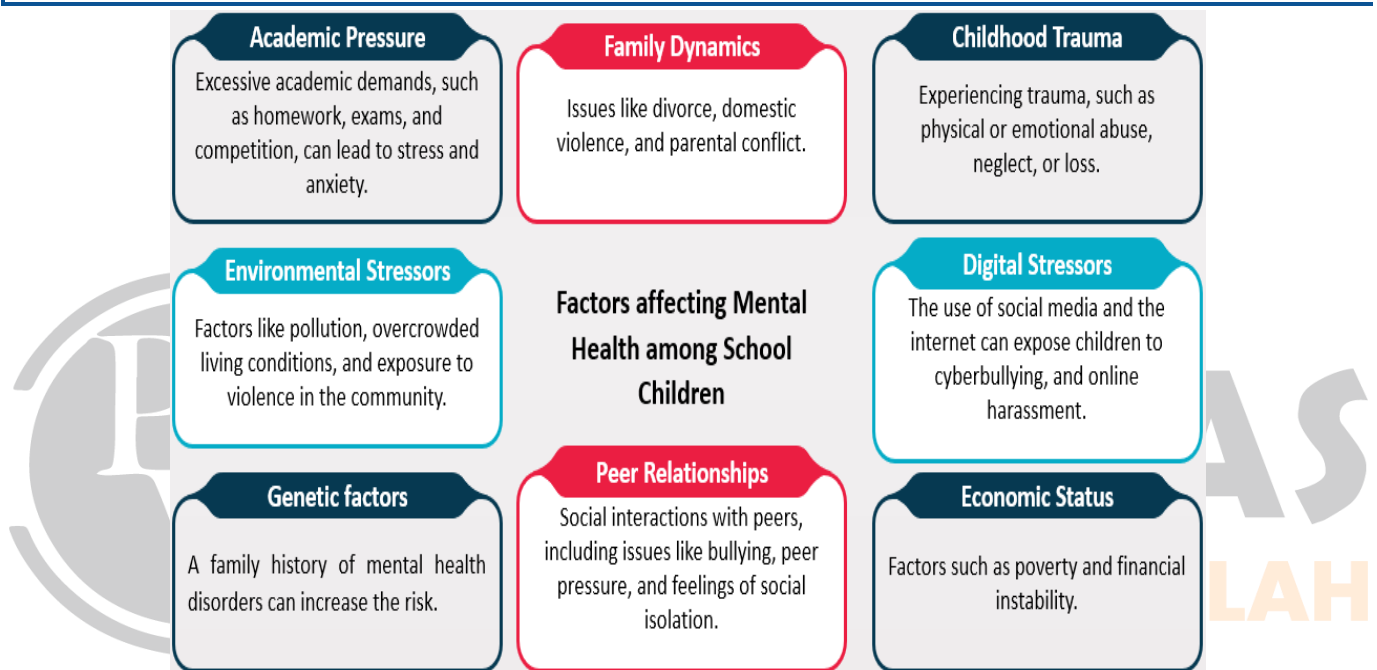 Academic Pressure
Excessive academic demands, such
as homework, exams, and
competition, can lead to stress and
anxiety.
Family Dynamics
Issues like divorce, domestic
violence, and parental conflict.
Childhood Trauma
Experiencing trauma, such as
physical or emotional abuse,
neglect, or loss.
Environmental Stressors
Factors like pollution, overcrowded
living conditions, and exposure to
violence in the community.
Factors affecting Mental
Health among School
Children
Digital Stressors
The use of social media and the
internet can expose children to
cyberbullying, and online
harassment.
Genetic factors
A family history of mental health
disorders can increase the risk.
Peer Relationships
Social interactions with peers,
including issues like bullying, peer
pressure, and feelings of social
isolation.
Economic Status
Factors such as poverty and financial
instability.